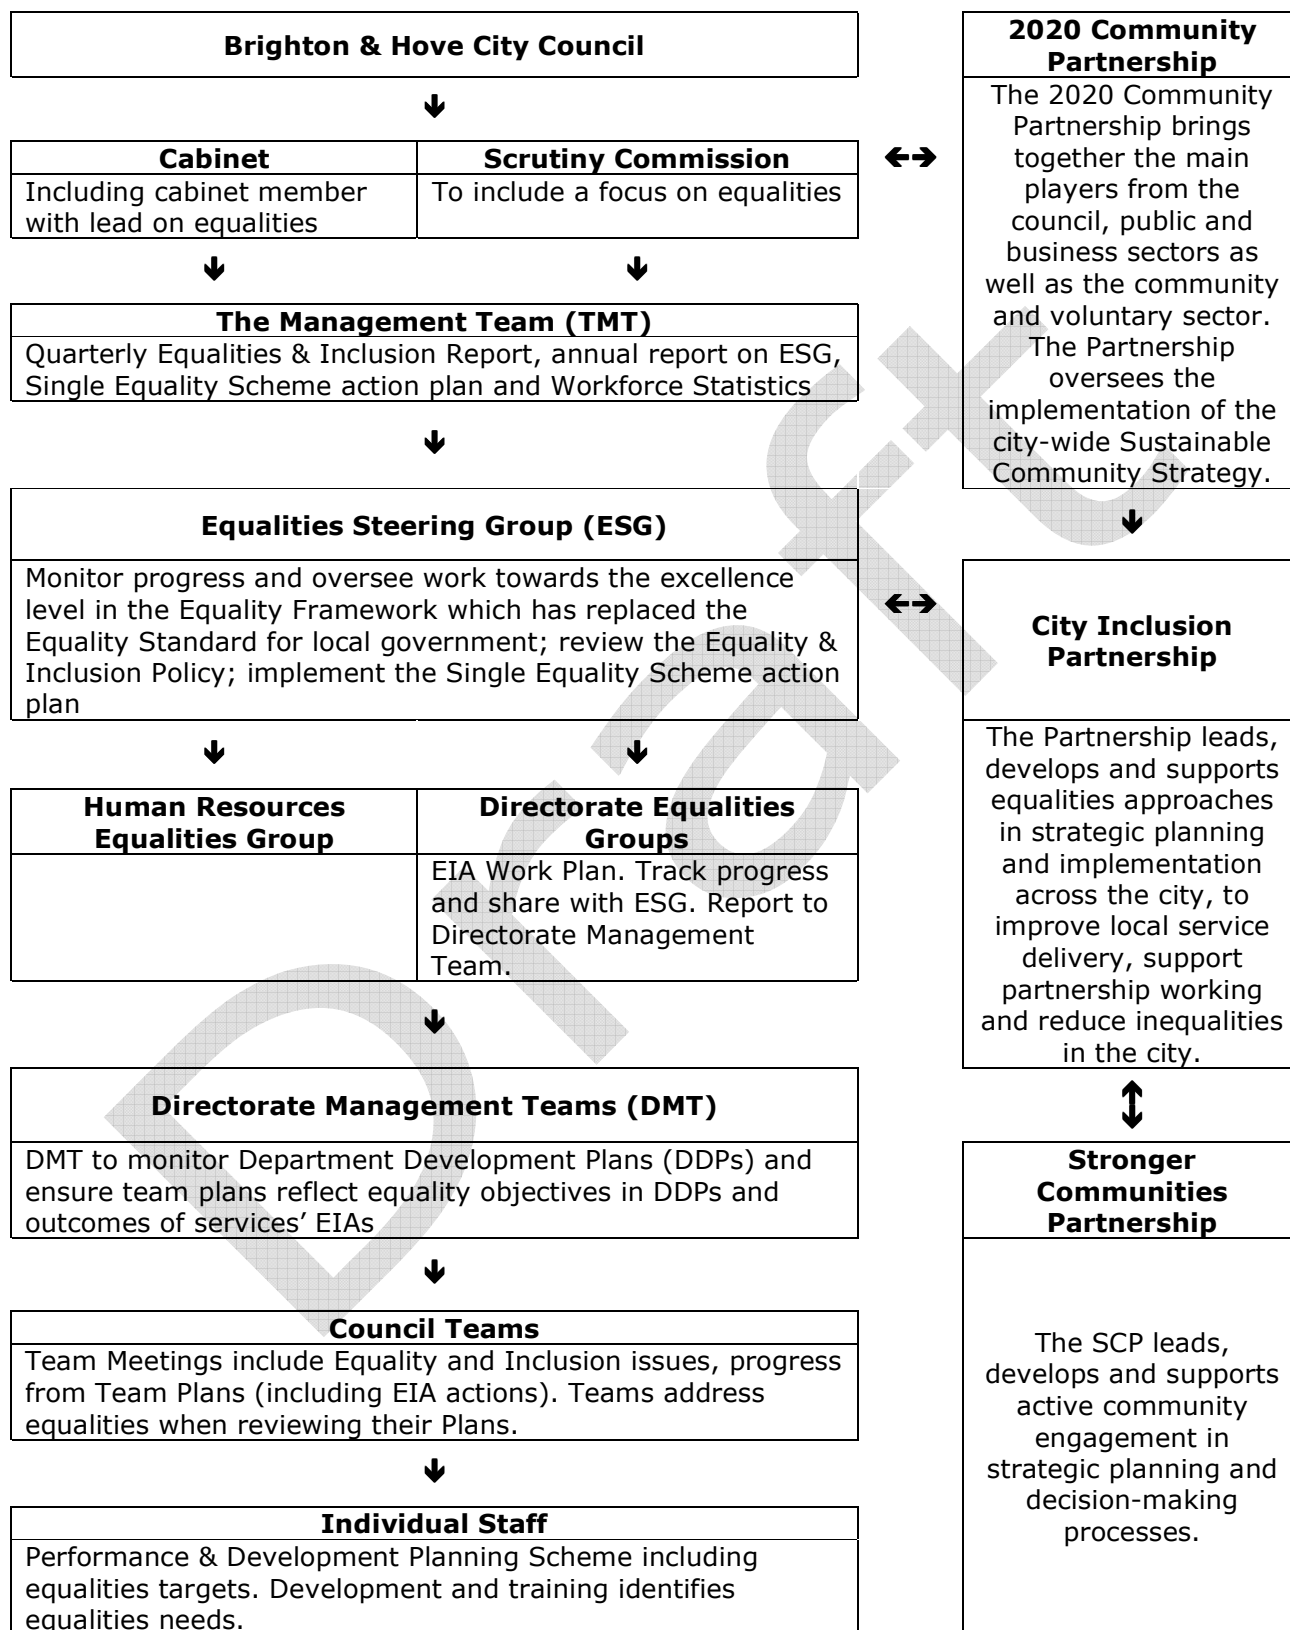 Brighton & Hove City Council
Cabinet
Including cabinet member
with lead on equalities
Scrutiny Commission
To include a focus on equalities
The Management Team (TMT)
Quarterly Equalities & Inclusion Report, annual report on ESG,
Single Equality Scheme action plan and Workforce Statistics
Equalities Steering Group (ESG)
Monitor progress and oversee work towards the excellence
level in the Equality Framework which has replaced the
Equality Standard for local government; review the Equality &
Inclusion Policy; implement the Single Equality Scheme action
plan
Human Resources
Equalities Group
Directorate Equalities
Groups
EIA Work Plan. Track progress
and share with ESG. Report to
Directorate Management
Team.
Directorate Management Teams (DMT)
DMT to monitor Department Development Plans (DDPs) and
ensure team plans reflect equality objectives in DDPs and
outcomes of services’ EIAs
Council Teams
Team Meetings include Equality and Inclusion issues, progress
from Team Plans (including EIA actions). Teams address
equalities when reviewing their Plans.
Individual Staff
Performance & Development Planning Scheme including
equalities targets. Development and training identifies
equalities needs.
2020 Community
Partnership
The 2020 Community
Partnership brings
together the main
players from the
council, public and
business sectors as
well as the community
and voluntary sector.
The Partnership
oversees the
implementation of the
city-wide Sustainable
Community Strategy.
City Inclusion
Partnership
The Partnership leads,
develops and supports
equalities approaches
in strategic planning
and implementation
across the city, to
improve local service
delivery, support
partnership working
and reduce inequalities
in the city.
Stronger
Communities
Partnership
The SCP leads,
develops and supports
active community
engagement in
strategic planning and
decision-making
processes.
Draft